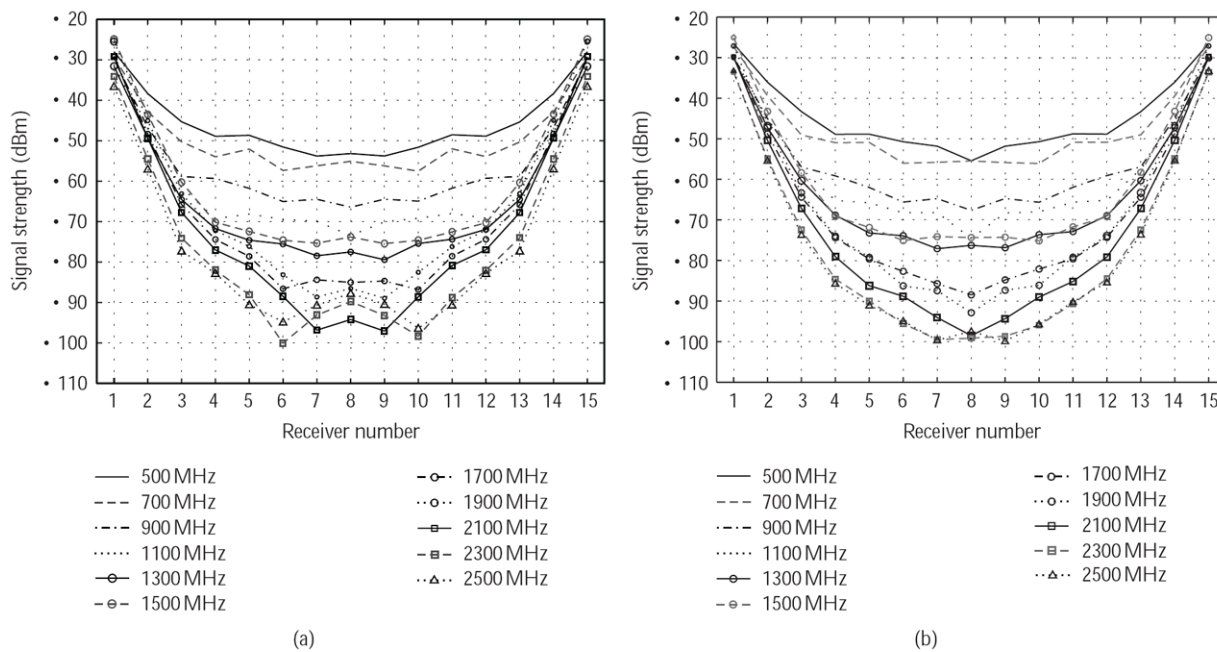 • 20
• 30
• 40
• 50
• 60
• 70
• 80
• 90
• 100
• 110
Signal strength (dBm)
1 2 3 4 5 6 7 8 9 10 11 12 13 14 15
Receiver number
500 MHz
700 MHz
900 MHz
1100 MHz
1300 MHz
1500 MHz
1700 MHz
1900 MHz
2100 MHz
2300 MHz
2500 MHz
(a)
• 20
• 30
• 40
• 50
• 60
• 70
• 80
• 90
• 100
• 110
Signal strength (dBm)
1 2 3 4 5 6 7 8 9 10 11 12 13 14 15
Receiver number
500 MHz
700 MHz
900 MHz
1100 MHz
1300 MHz
1500 MHz
1700 MHz
1900 MHz
2100 MHz
2300 MHz
2500 MHz
(b)